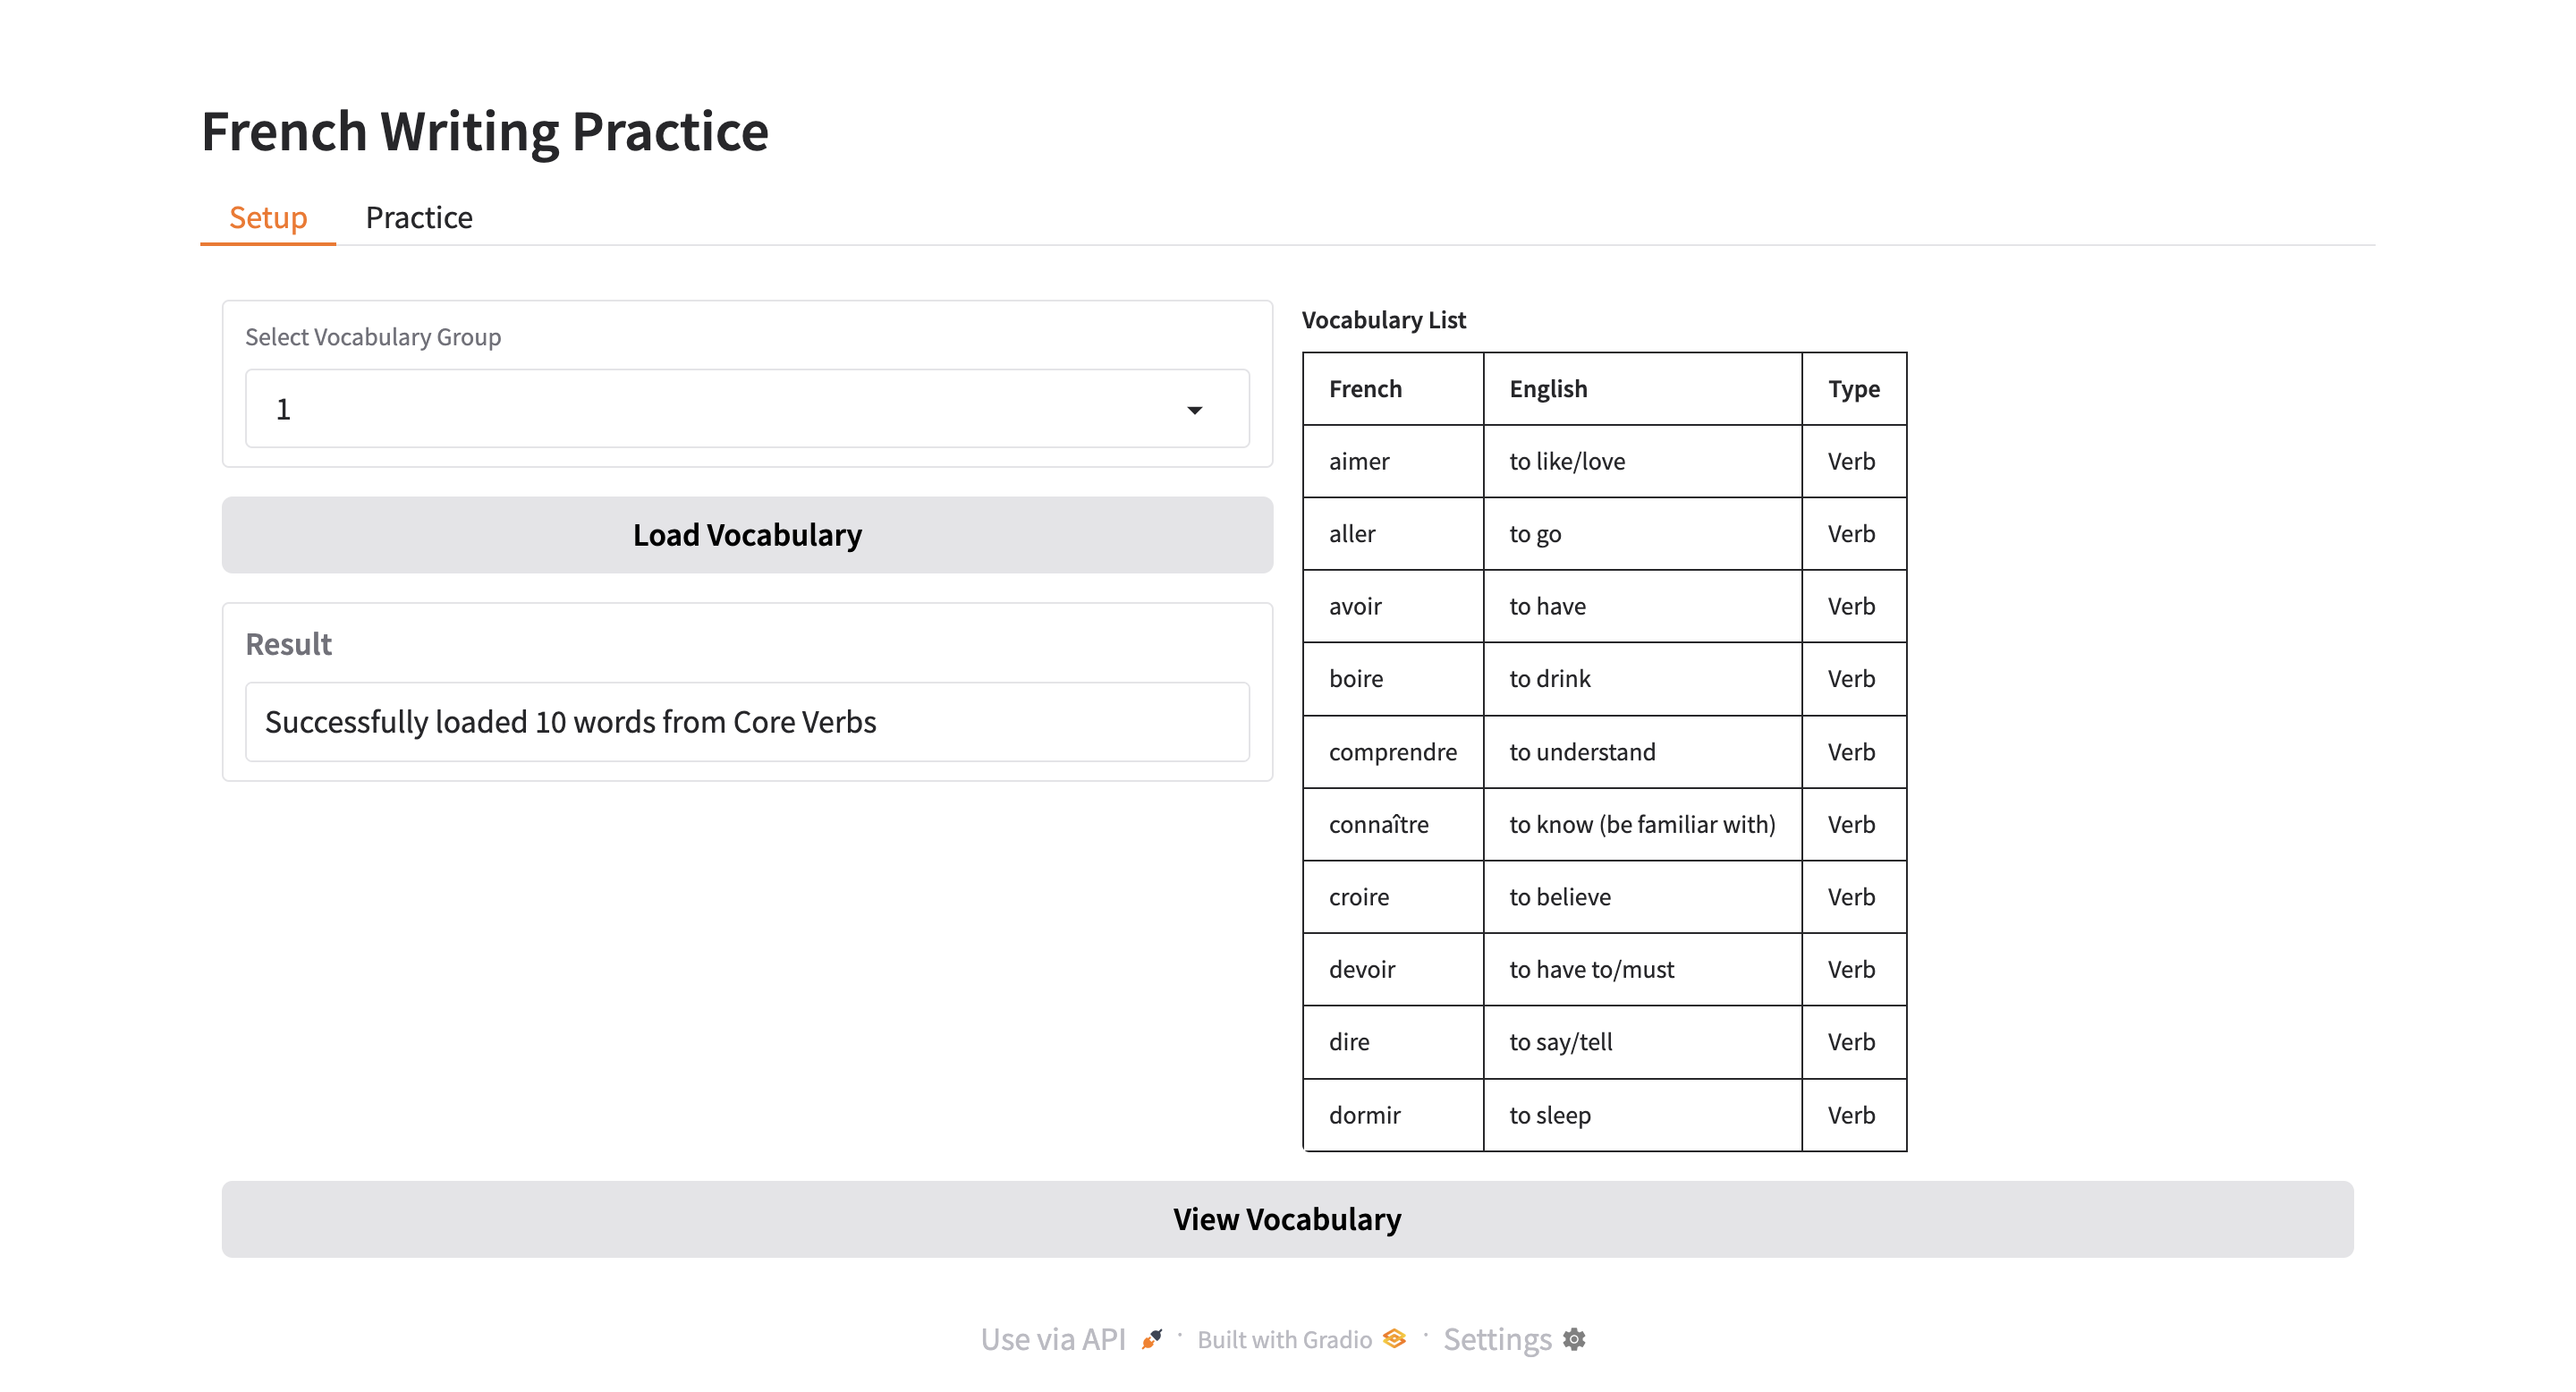 French Writing Practice
Setup Practice
Select Vocabulary Group
1
Load Vocabulary
Result
Successfully loaded 10 words from Core Verbs
Vocabulary List
French English Type
aimer to like/love Verb
aller to go Verb
avoir to have Verb
boire to drink Verb
comprendre to understand Verb
connaître to know (be familiar with) Verb
croire to believe Verb
devoir to have to/must Verb
dire to say/tell Verb
dormir to sleep Verb
View Vocabulary
Use via API · Built with Gradio · Settings